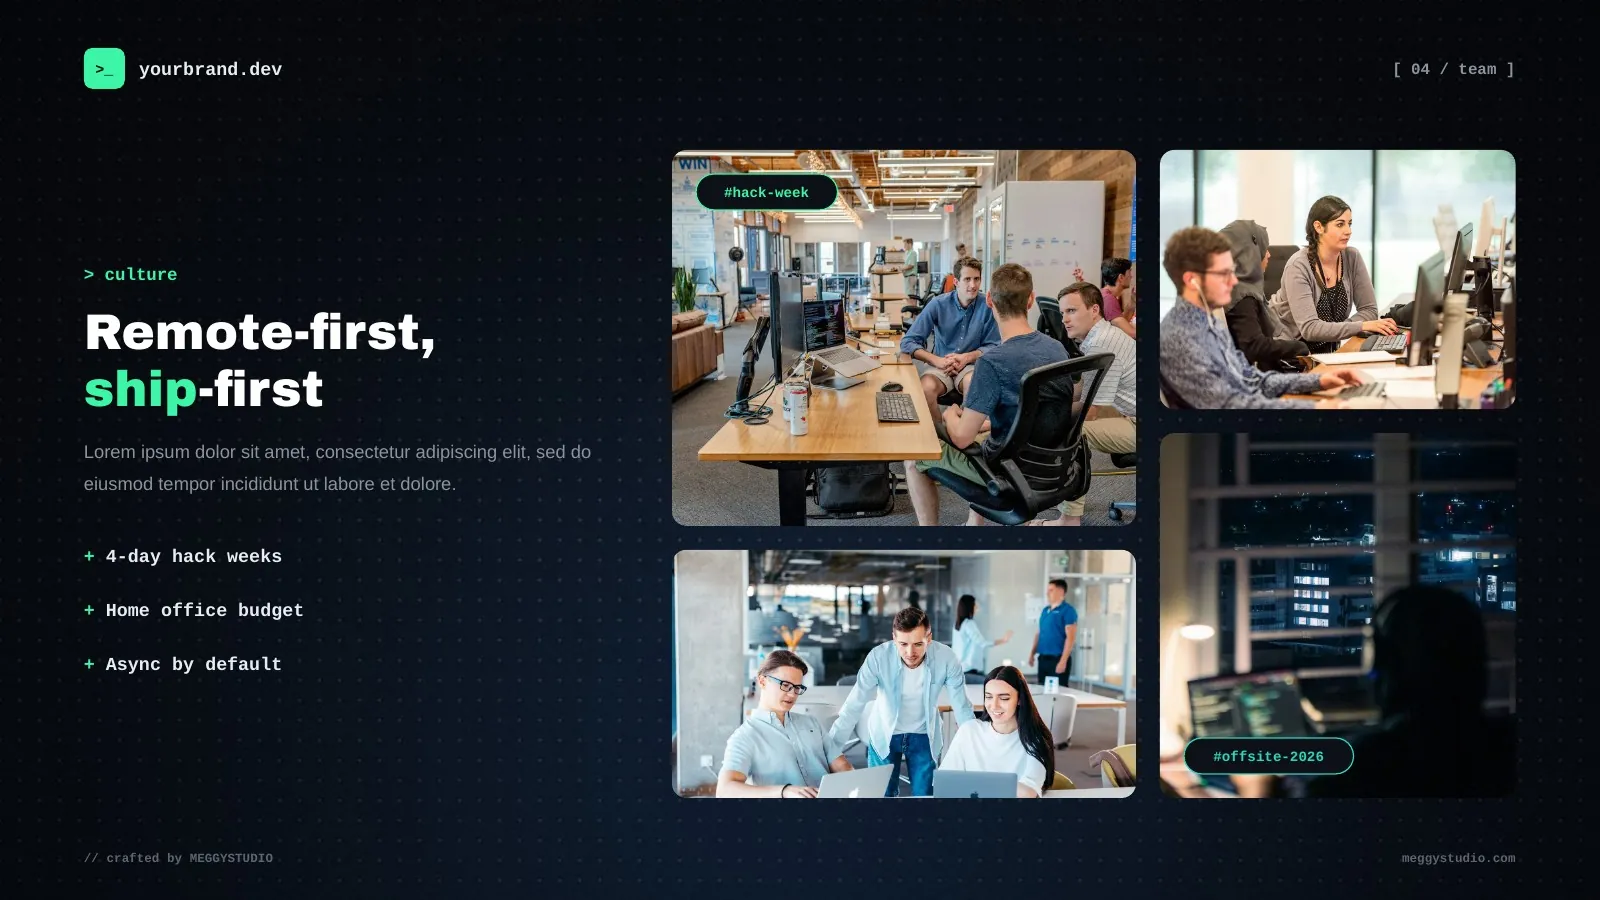 >_ yourbrand.dev
[ 04 / team ]
> culture
Remote-first,
ship-first
Lorem ipsum dolor sit amet, consectetur adipiscing elit, sed do
eiusmod tempor incididunt ut labore et dolore.
+ 4-day hack weeks
+ Home office budget
+ Async by default
WIN
#hack-week
#offsite-2026
// crafted by MEGGYSTUDIO
meggystudio.com